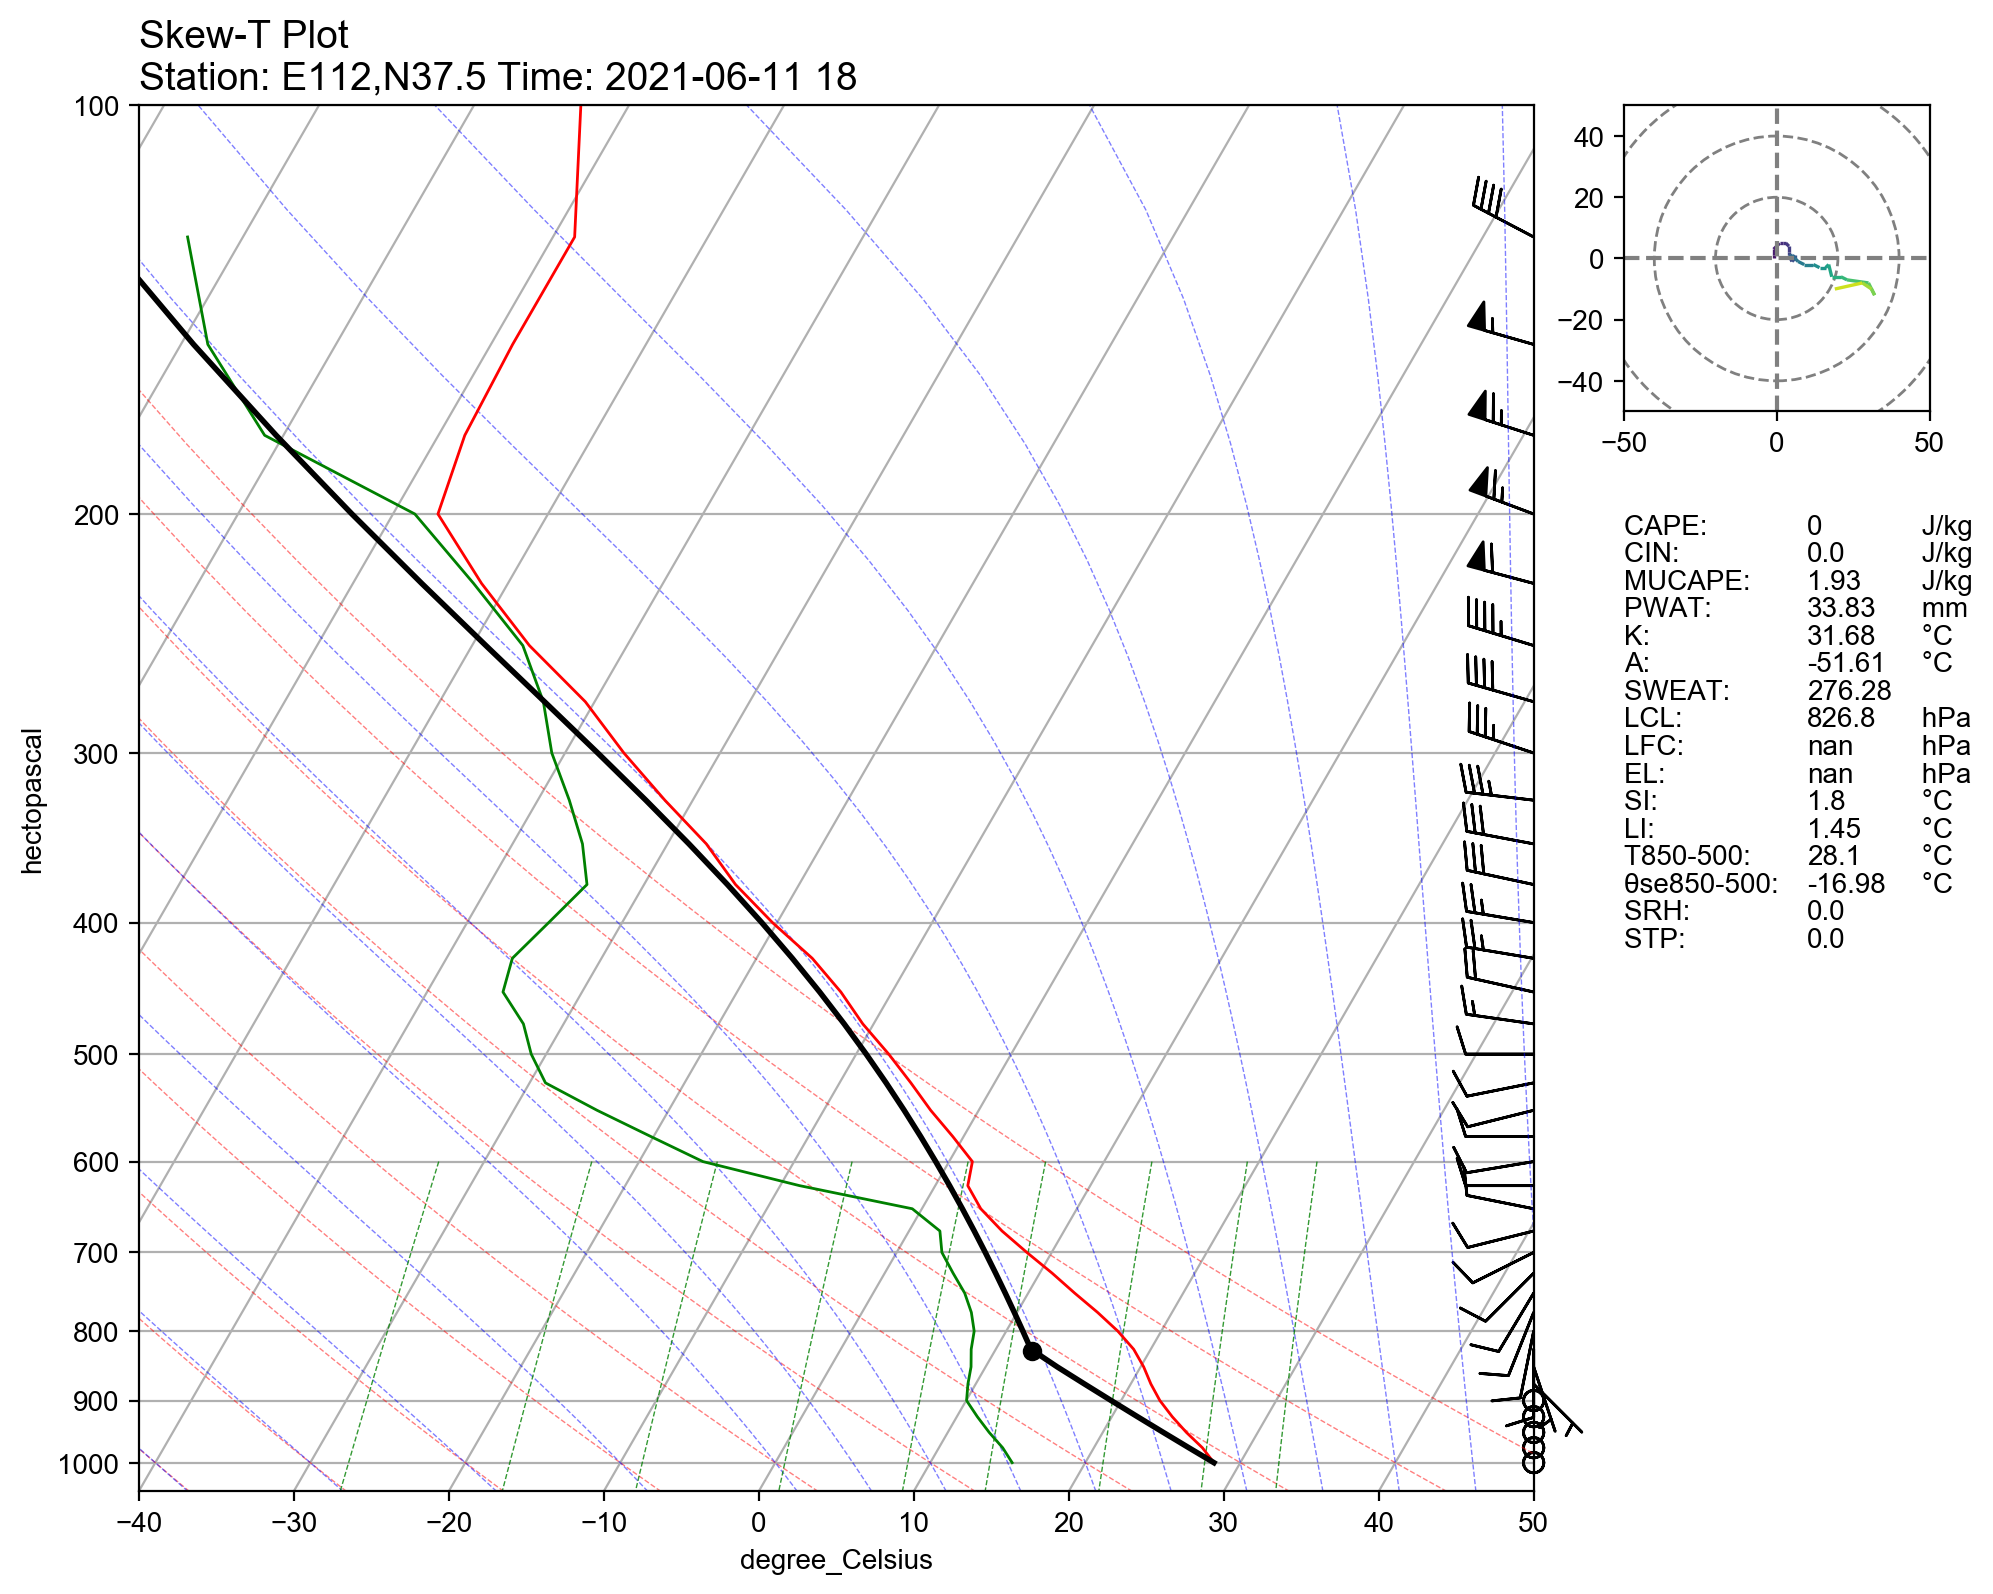 Skew-T Plot
Station: E112,N37.5 Time: 2021-06-11 18
100
200
300
400
500
600
700
800
900
1000
hectopascal
−40 −30 −20 −10 0 10 20 30 40 50
degree_Celsius
40
20
0
−20
−40
−50 0 50
CAPE: 0 J/kg
CIN: 0.0 J/kg
MUCAPE: 1.93 J/kg
PWAT: 33.83 mm
K: 31.68 °C
A: -51.61 °C
SWEAT: 276.28
LCL: 826.8 hPa
LFC: nan hPa
EL: nan hPa
SI: 1.8 °C
LI: 1.45 °C
T850-500: 28.1 °C
θse850-500: -16.98 °C
SRH: 0.0
STP: 0.0